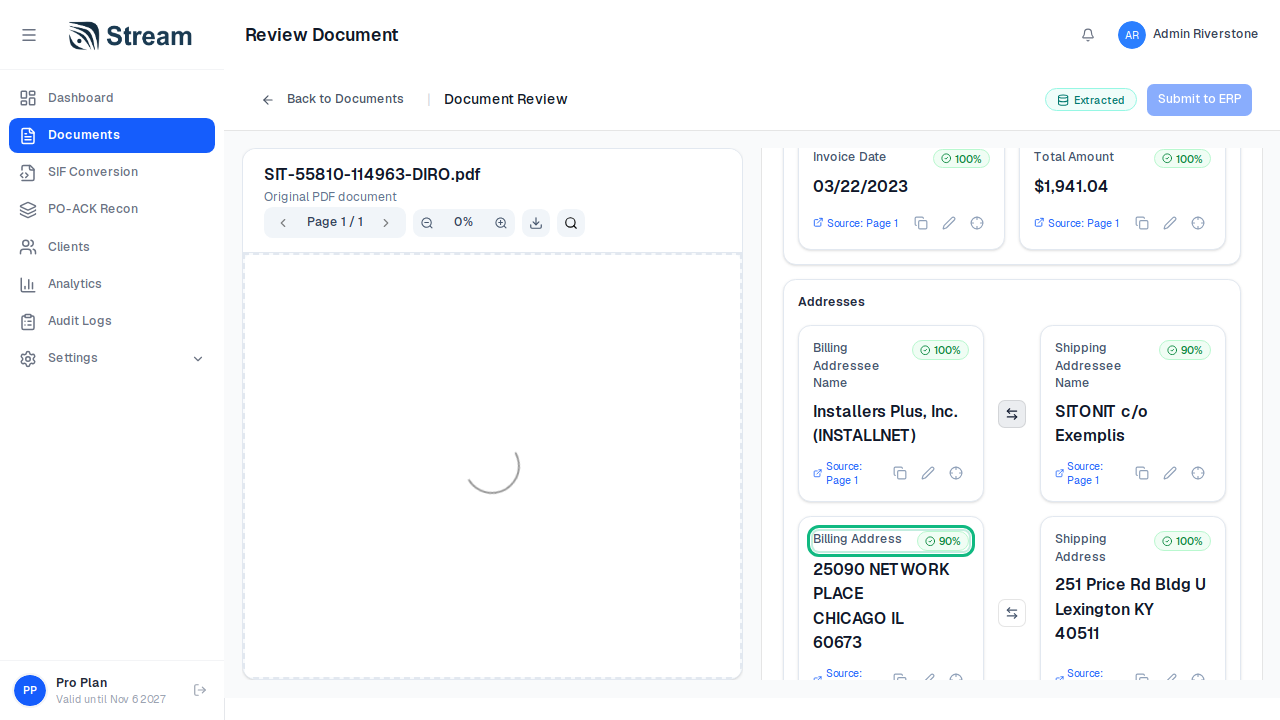 Stream
Review Document
AR
Admin Riverstone
Dashboard
Documents
SIF Conversion
PO-ACK Recon
Clients
Analytics
Audit Logs
Settings
PP
Pro Plan
Valid until Nov 6 2027
Back to Documents
Document Review
Extracted
Submit to ERP
SIT-55810-114963-DIRO.pdf
Original PDF document
Page 1 / 1
0%
Invoice Date
100%
03/22/2023
Source: Page 1
Total Amount
100%
$1,941.04
Source: Page 1
Addresses
Billing
Addressee
Name
100%
Installers Plus, Inc.
(INSTALLNET)
Source:
Page 1
Shipping
Addressee
Name
90%
SITONIT c/o
Exemplis
Source:
Page 1
Billing Address
90%
25090 NETWORK
PLACE
CHICAGO IL
60673
Source:
Shipping
Address
100%
251 Price Rd Bldg U
Lexington KY
40511
Source: